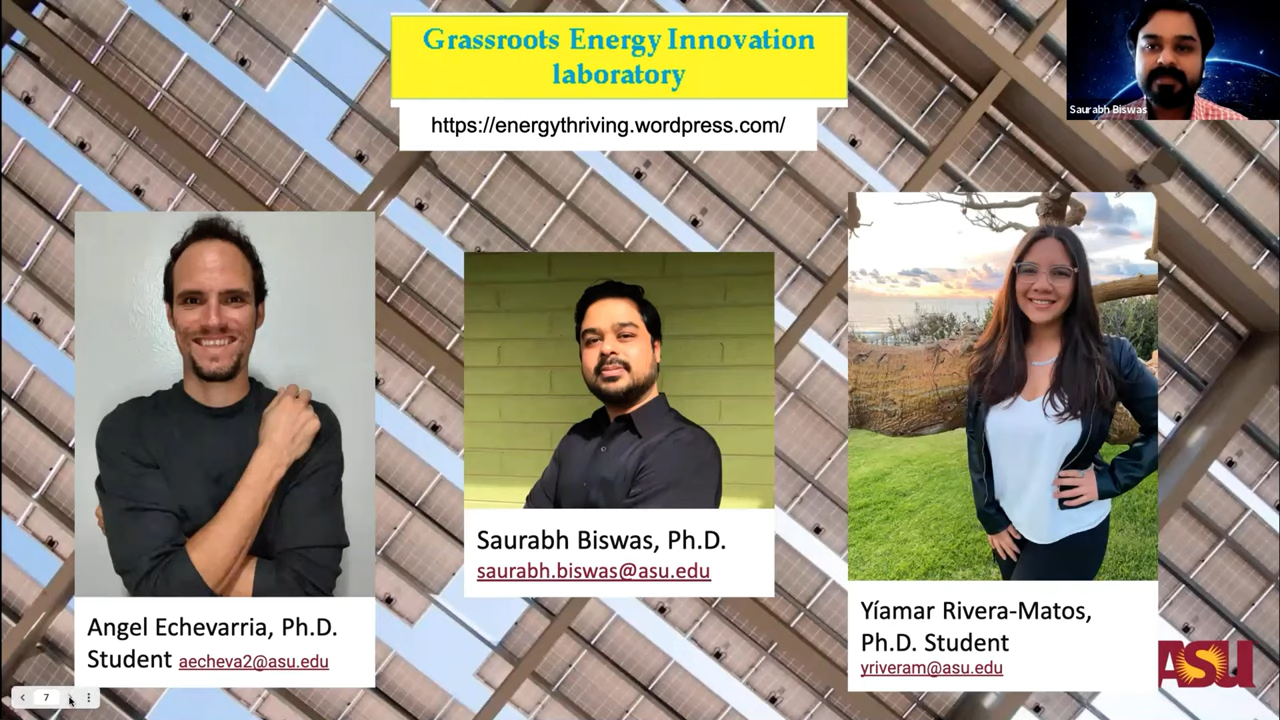 Grassroots Energy Innovation
laboratory
https://energythriving.wordpress.com/
Saurabh Biswas
Angel Echevarria, Ph.D.
Student aecheva2@asu.edu
Saurabh Biswas, Ph.D.
saurabh.biswas@asu.edu
Yíamar Rivera-Matos,
Ph.D. Student
yriveram@asu.edu
ASU
7